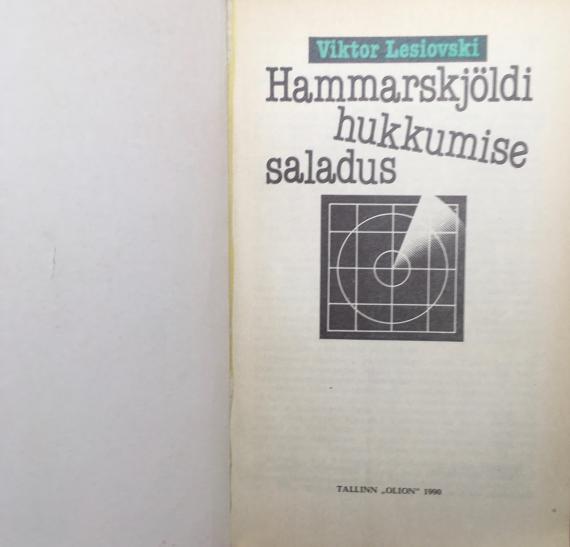 Viktor Lesiovski
Hammarskjöldi
hukkumise
saladus
TALLINN „OLION" 1990